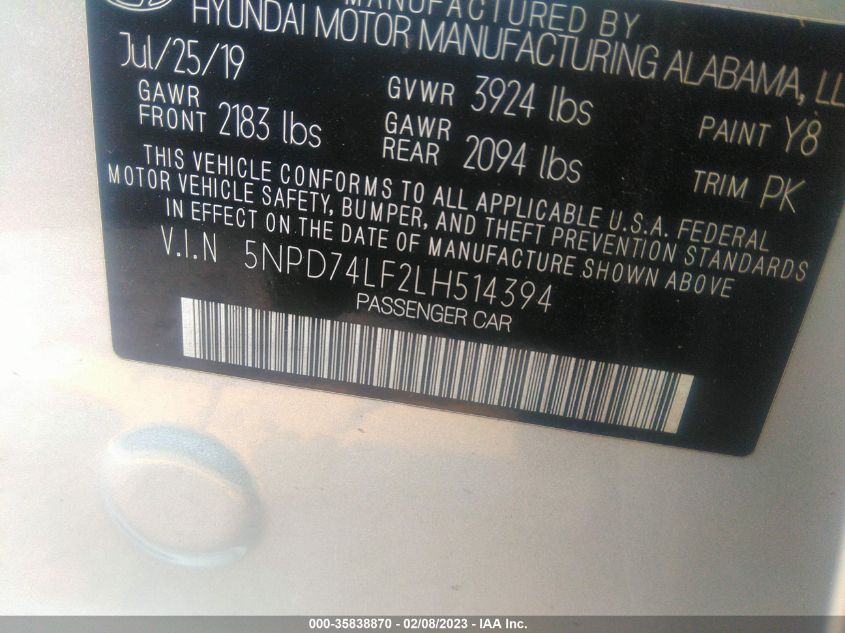 MANUFACTURED BY
HYUNDAI MOTOR MANUFACTURING ALABAMA, LL
Jul/25/19
GAWR
FRONT 2183 lbs
GVWR 3924 lbs
GAWR
REAR 2094 lbs
PAINT Y8
TRIM PK
THIS VEHICLE CONFORMS TO ALL APPLICABLE U.S.A. FEDERAL
MOTOR VEHICLE SAFETY, BUMPER, AND THEFT PREVENTION STANDARDS
IN EFFECT ON THE DATE OF MANUFACTURE SHOWN ABOVE
V.I.N 5NPD74LF2LH514394
PASSENGER CAR
000-35838870 - 02/08/2023 - IAA Inc.